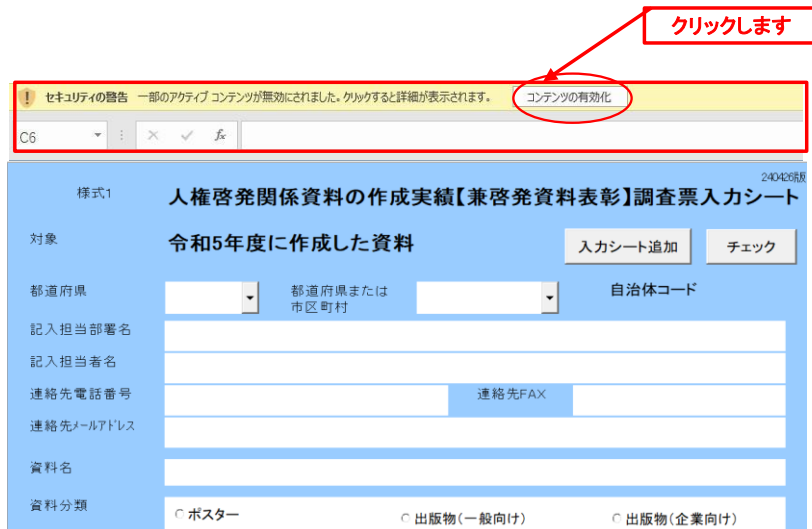 クリックします
セキュリティの警告 一部のアクティブ コンテンツが無効にされました。クリックすると詳細が表示されます。 コンテンツの有効化
C6 fx
240426版
様式1 人権啓発関係資料の作成実績【兼啓発資料表彰】調査票入力シート
対象 令和5年度に作成した資料 入力シート追加 チェック
都道府県 都道府県または 自治体コード
市区町村
記入担当部署名
記入担当者名
連絡先電話番号 連絡先FAX
連絡先メールアドレス
資料名
資料分類 ポスター 出版物(一般向け) 出版物(企業向け)